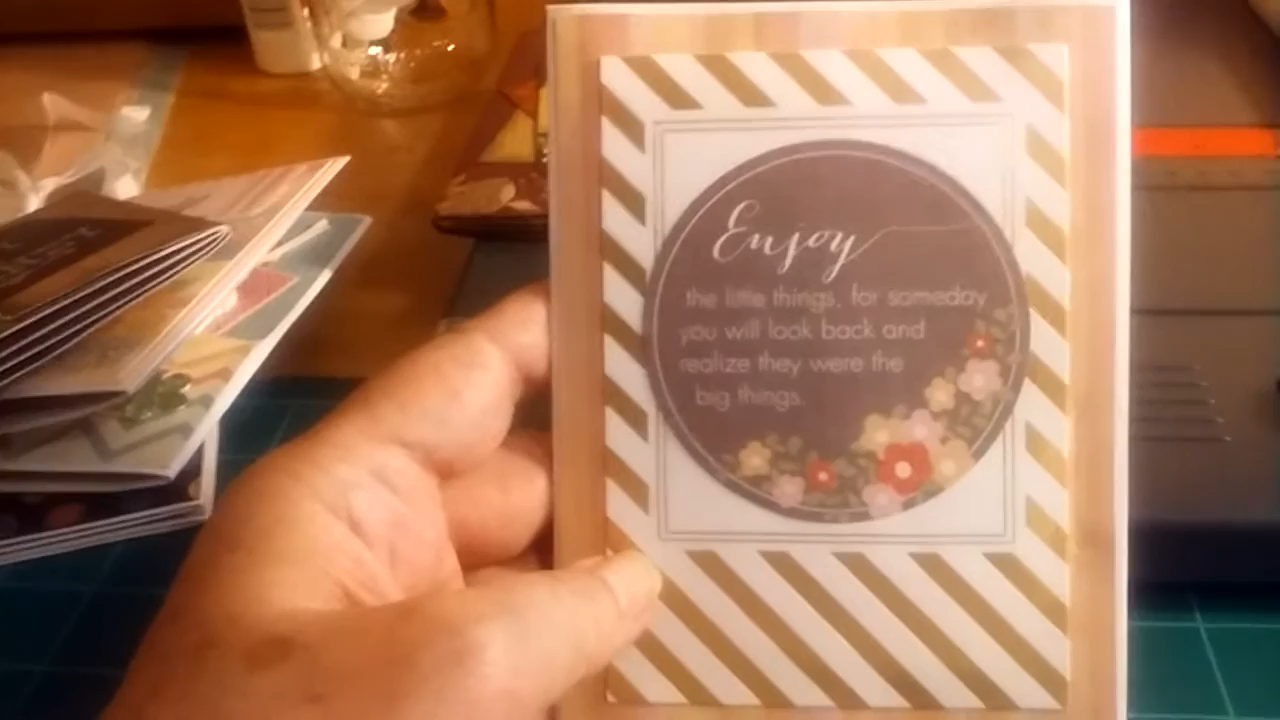 Enjoy
the little things, for someday
you will look back and
realize they were the
big things.